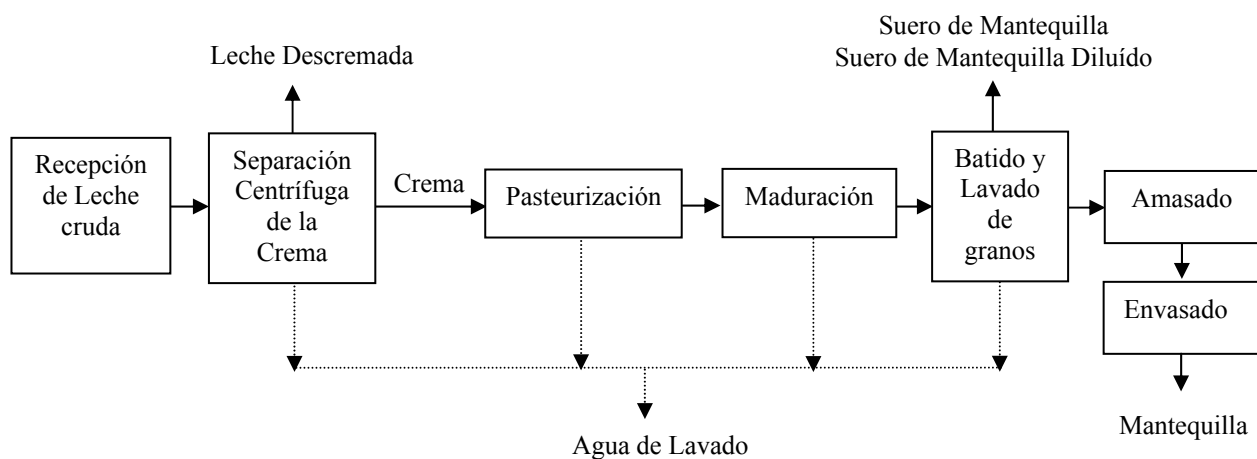 Suero de Mantequilla
Suero de Mantequilla Diluído
Leche Descremada
Recepción
de Leche
cruda
Separación
Centrífuga
de la
Crema
Crema
Pasteurización
Maduración
Batido y
Lavado
de
granos
Amasado
Envasado
Mantequilla
Agua de Lavado